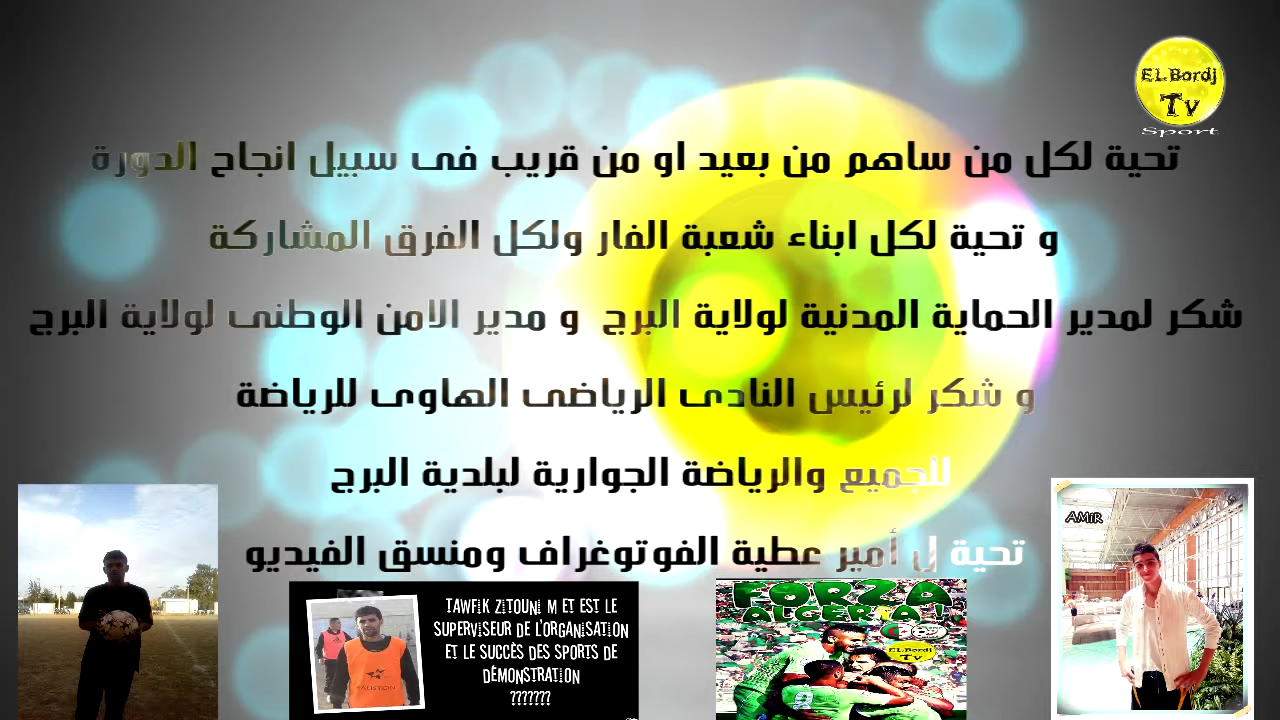 EL.Bordj
Tv
Sport
تحية لكل من ساهم من بعيد او من قريب فى سبيل انجاح الدورة
و تحية لكل ابناء شعبة الفار ولكل الفرق المشاركة
شكر لمدير الحماية المدنية لولاية البرج و مدير الامن الوطنى لولاية البرج
و شكر لرئيس النادى الرياضى الهاوى للرياضة
للجميع والرياضة الجوارية لبلدية البرج
تحية ل أمير عطية الفوتوغراف ومنسق الفيديو
TAWFIK ZITOUNI M ET EST LE
SUPERVISEUR DE L'ORGANISATION
ET LE SUCCÈS DES SPORTS DE
DÉMONSTRATION
???????
FORZA
ALGERIA !
EL.Bordj
Tv
AMIR